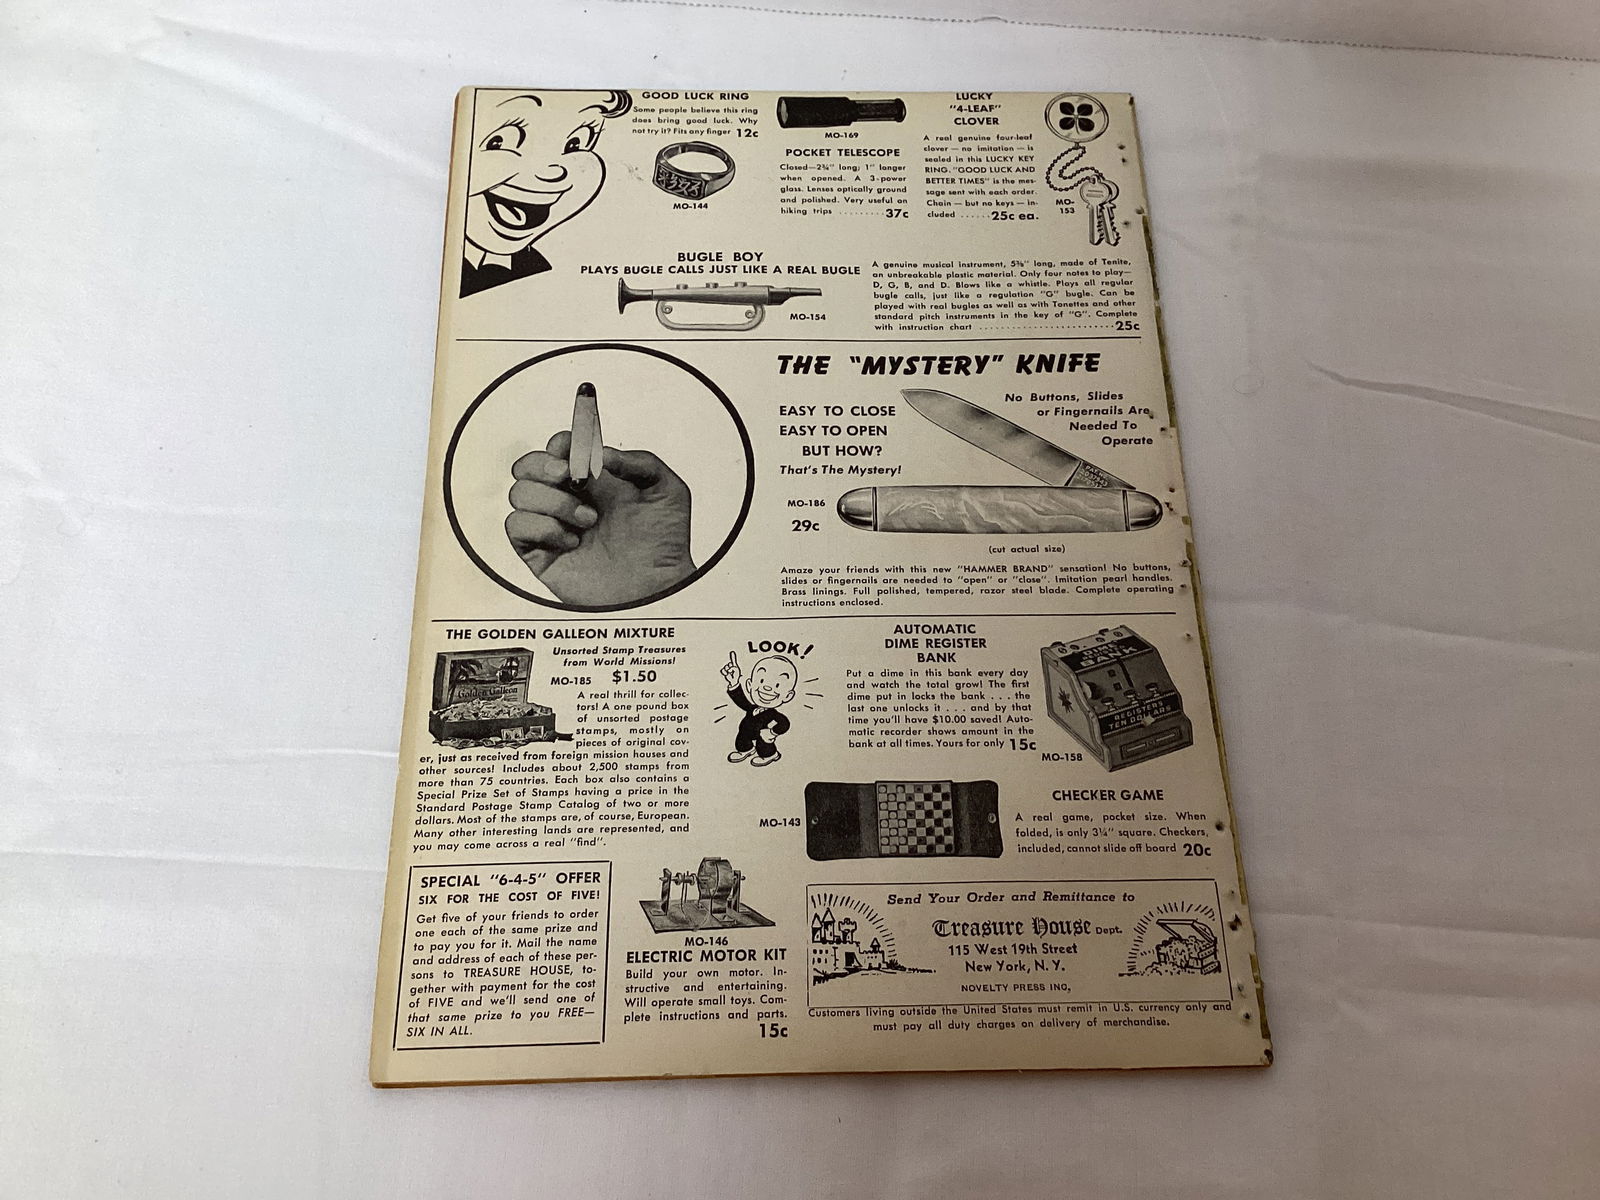 GOOD LUCK RING
Some people believe this ring
does bring good luck. Why
not try it? Fits any finger 12c
MO-144
MO-169
POCKET TELESCOPE
Closed—2¾" long; 1" longer
when opened. A 3-power
glass. Lenses optically ground
and polished. Very useful on
hiking trips .........37c
LUCKY
"4-LEAF"
CLOVER
A real genuine four-leaf
clover — no imitation — is
sealed in this LUCKY KEY
RING. "GOOD LUCK AND
BETTER TIMES" is the mes-
sage sent with each order.
Chain — but no keys — in-
cluded ......25c ea.
MO-
153
BUGLE BOY
PLAYS BUGLE CALLS JUST LIKE A REAL BUGLE
MO-154
A genuine musical instrument, 5⅜" long, made of Tenite,
an unbreakable plastic material. Only four notes to play—
D, G, B, and D. Blows like a whistle. Plays all regular
bugle calls, just like a regulation "G" bugle. Can be
played with real bugles as well as with Tonettes and other
standard pitch instruments in the key of "G". Complete
with instruction chart ..........................25c
THE "MYSTERY" KNIFE
EASY TO CLOSE
EASY TO OPEN
BUT HOW?
That's The Mystery!
No Buttons, Slides
or Fingernails Are
Needed To
Operate
MO-186
29c
(cut actual size)
Amaze your friends with this new "HAMMER BRAND" sensation! No buttons,
slides or fingernails are needed to "open" or "close". Imitation pearl handles.
Brass linings. Full polished, tempered, razor steel blade. Complete operating
instructions enclosed.
THE GOLDEN GALLEON MIXTURE
Unsorted Stamp Treasures
from World Missions!
MO-185 $1.50
Golden Galleon
A real thrill for collec-
tors! A one pound box
of unsorted postage
stamps, mostly on
pieces of original cov-
er, just as received from foreign mission houses and
other sources! Includes about 2,500 stamps from
more than 75 countries. Each box also contains a
Special Prize Set of Stamps having a price in the
Standard Postage Stamp Catalog of two or more
dollars. Most of the stamps are, of course, European.
Many other interesting lands are represented, and
you may come across a real "find".
LOOK!
AUTOMATIC
DIME REGISTER
BANK
Put a dime in this bank every day
and watch the total grow! The first
dime put in locks the bank . . . the
last one unlocks it . . . and by that
time you'll have $10.00 saved! Auto-
matic recorder shows amount in the
bank at all times. Yours for only 15c
DIME
BANK
REGISTERS
TEN DOLLARS
MO-158
MO-143
CHECKER GAME
A real game, pocket size. When
folded, is only 3¼" square. Checkers,
included, cannot slide off board 20c
SPECIAL "6-4-5" OFFER
SIX FOR THE COST OF FIVE!
Get five of your friends to order
one each of the same prize and
to pay you for it. Mail the name
and address of each of these per-
sons to TREASURE HOUSE, to-
gether with payment for the cost
of FIVE and we'll send one of
that same prize to you FREE—
SIX IN ALL.
MO-146
ELECTRIC MOTOR KIT
Build your own motor. In-
structive and entertaining.
Will operate small toys. Com-
plete instructions and parts.
15c
Send Your Order and Remittance to
Treasure House Dept.
115 West 19th Street
New York, N. Y.
NOVELTY PRESS INC,
Customers living outside the United States must remit in U.S. currency only and
must pay all duty charges on delivery of merchandise.